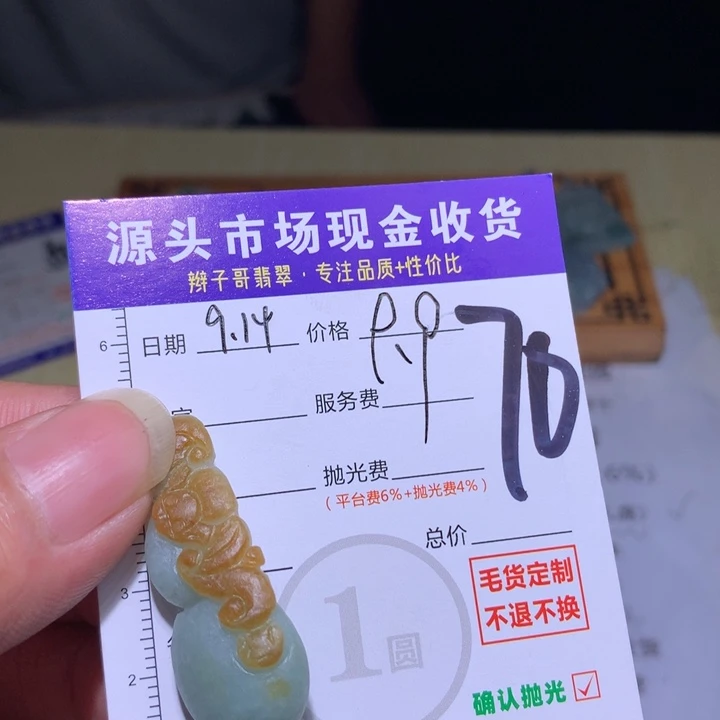 源头市场现金收货
辫子哥翡翠·专注品质+性价比
日期 9.14 价格
70
服务费
抛光费
(平台费6%+抛光费4%)
总价
毛货定制
不退不换
1圆
确认抛光 ☑
6
3
2